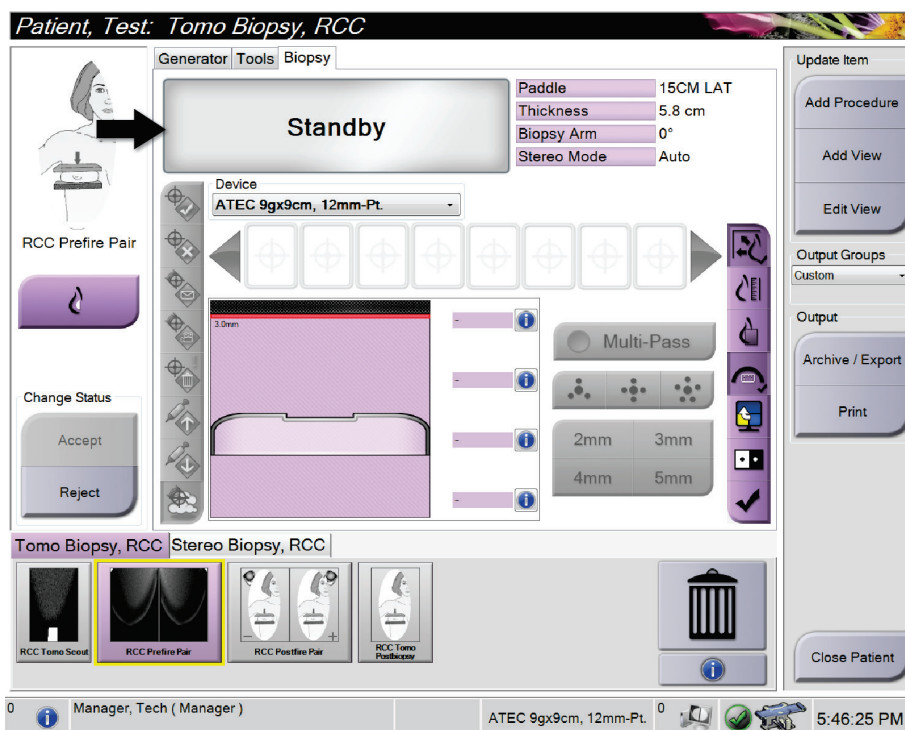 Patient, Test:  Tomo Biopsy, RCC
Generator Tools Biopsy
Standby
Paddle 15CM LAT
Thickness 5.8 cm
Biopsy Arm 0°
Stereo Mode Auto
Device
ATEC 9gx9cm, 12mm-Pt.
RCC Prefire Pair
3.0mm
-
-
-
-
Multi-Pass
2mm 3mm
4mm 5mm
Change Status
Accept
Reject
Update Item
Add Procedure
Add View
Edit View
Output Groups
Custom
Output
Archive / Export
Print
Close Patient
Tomo Biopsy, RCC Stereo Biopsy, RCC
RCC Tomo Scout
RCC Prefire Pair
- +
RCC Postfire Pair
RCC Tomo
Postbiopsy
0 Manager, Tech ( Manager ) ATEC 9gx9cm, 12mm-Pt. 0 5:46:25 PM